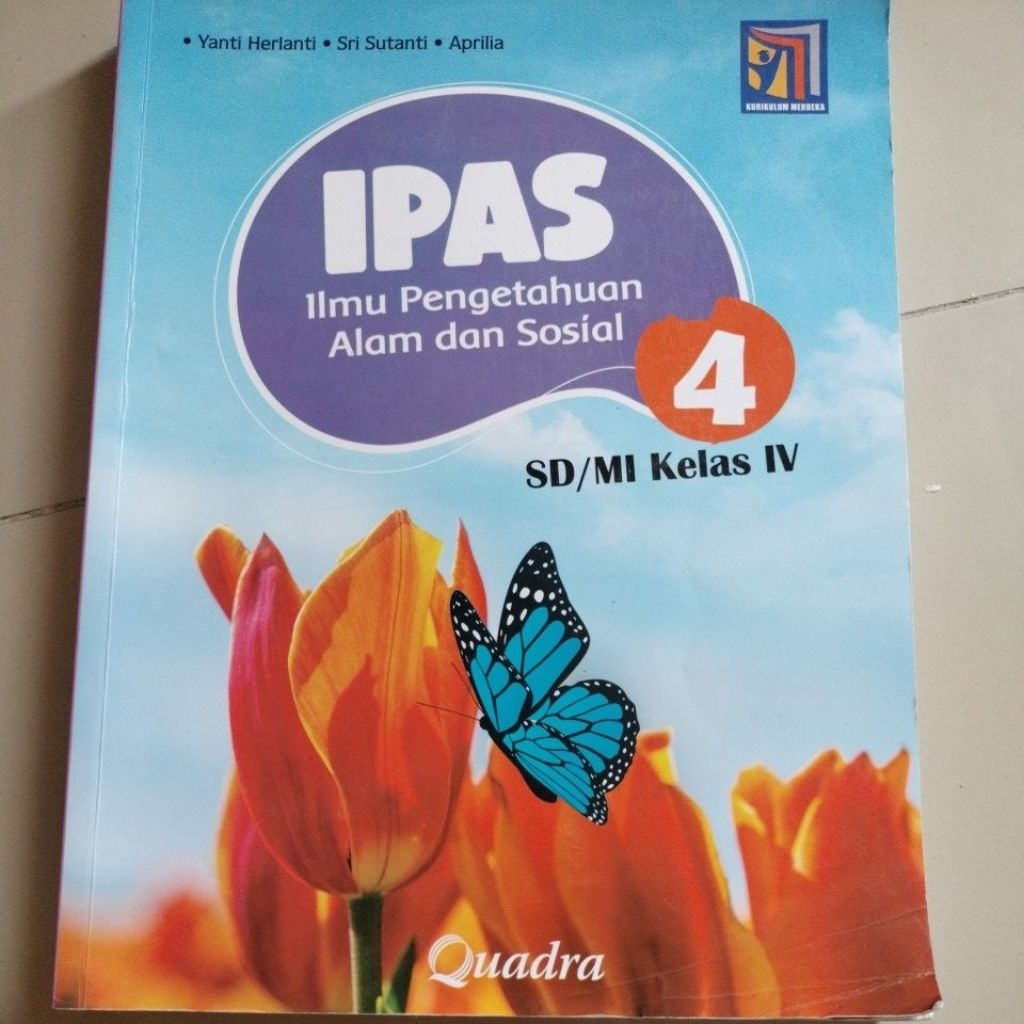 • Yanti Herlanti • Sri Sutanti • Aprilia
KURIKULUM MERDEKA
IPAS
Ilmu Pengetahuan
Alam dan Sosial
4
SD/MI Kelas IV
Quadra